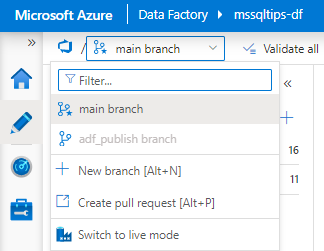 Microsoft Azure Data Factory > mssqltips-df
» / main branch Validate all
Filter... «
main branch +
adf_publish branch 16
New branch [Alt+N] 11
Create pull request [Alt+P]
Switch to live mode